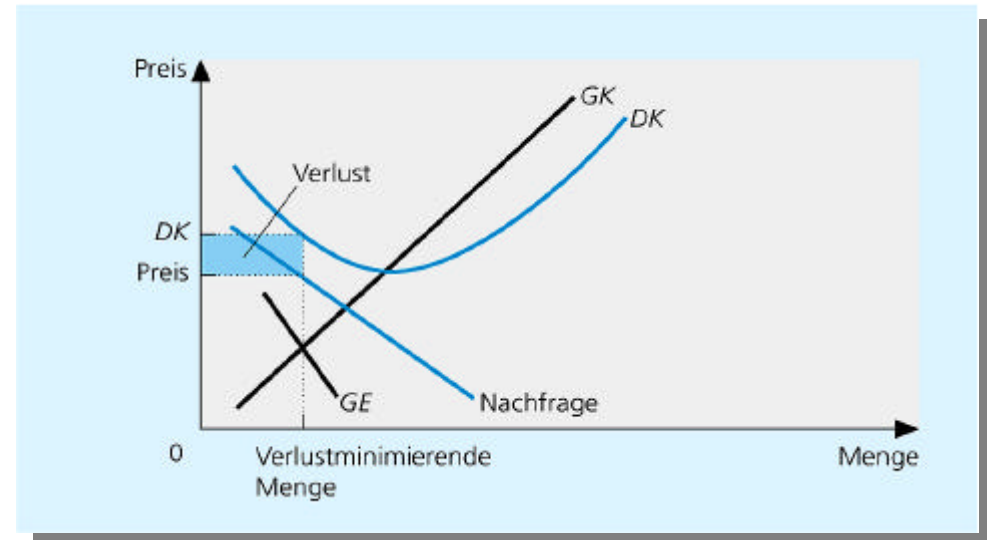 Preis
GK
DK
Verlust
DK
Preis
GE
Nachfrage
0
Verlustminimierende
Menge
Menge